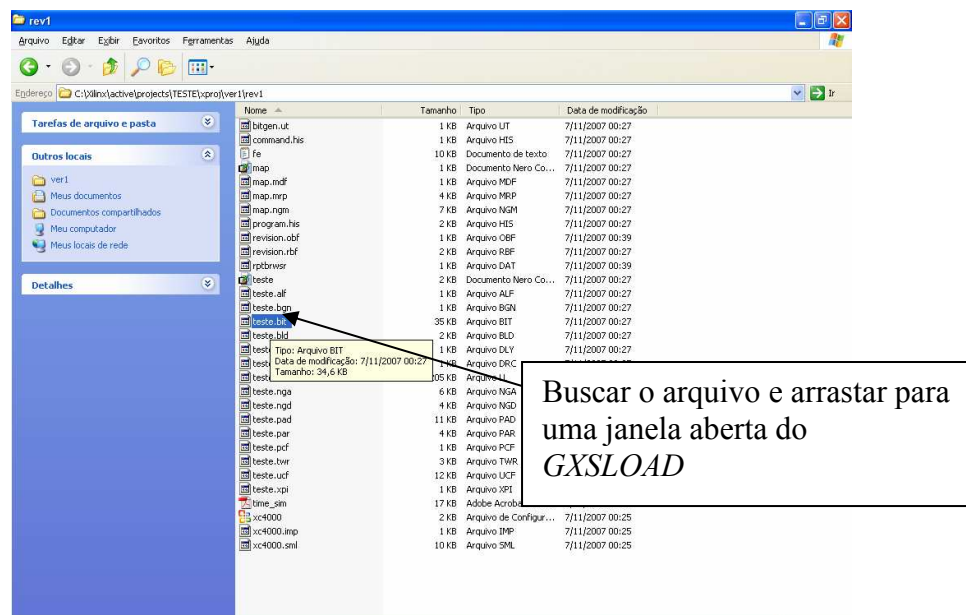 rev1
Arquivo Editar Exibir Favoritos Ferramentas Ajuda
Endereço C:\Xilinx\active\projects\TESTE\xproj\ver1\rev1 Ir
Tarefas de arquivo e pasta
Outros locais
ver1
Meus documentos
Documentos compartilhados
Meu computador
Meus locais de rede
Detalhes
Nome Tamanho Tipo Data de modificação
bitgen.ut 1 KB Arquivo UT 7/11/2007 00:27
command.his 1 KB Arquivo HIS 7/11/2007 00:27
fe 10 KB Documento de texto 7/11/2007 00:27
map 1 KB Documento Nero Co... 7/11/2007 00:27
map.mdf 1 KB Arquivo MDF 7/11/2007 00:27
map.mrp 4 KB Arquivo MRP 7/11/2007 00:27
map.ngm 7 KB Arquivo NGM 7/11/2007 00:27
program.his 2 KB Arquivo HIS 7/11/2007 00:27
revision.obf 1 KB Arquivo OBF 7/11/2007 00:39
revision.rbf 2 KB Arquivo RBF 7/11/2007 00:27
rptbrwsr 1 KB Arquivo DAT 7/11/2007 00:39
teste 2 KB Documento Nero Co... 7/11/2007 00:27
teste.alf 1 KB Arquivo ALF 7/11/2007 00:27
teste.bgn 1 KB Arquivo BGN 7/11/2007 00:27
teste.bit 35 KB Arquivo BIT 7/11/2007 00:27
teste.bld 2 KB Arquivo BLD 7/11/2007 00:27
1 KB Arquivo DLY 7/11/2007 00:27
1 KB Arquivo DRC
Tipo: Arquivo BIT
Data de modificação: 7/11/2007 00:27
Tamanho: 34,6 KB
teste.nga 6 KB Arquivo NGA
teste.ngd 4 KB Arquivo NGD
teste.pad 11 KB Arquivo PAD
teste.par 4 KB Arquivo PAR
teste.pcf 1 KB Arquivo PCF
teste.twr 3 KB Arquivo TWR
teste.ucf 12 KB Arquivo UCF
teste.xpi 1 KB Arquivo XPI
time_sim 17 KB Adobe Acroba
xc4000 2 KB Arquivo de Configur... 7/11/2007 00:25
xc4000.imp 1 KB Arquivo IMP 7/11/2007 00:25
xc4000.sml 10 KB Arquivo SML 7/11/2007 00:25
Buscar o arquivo e arrastar para
uma janela aberta do
GXSLOAD